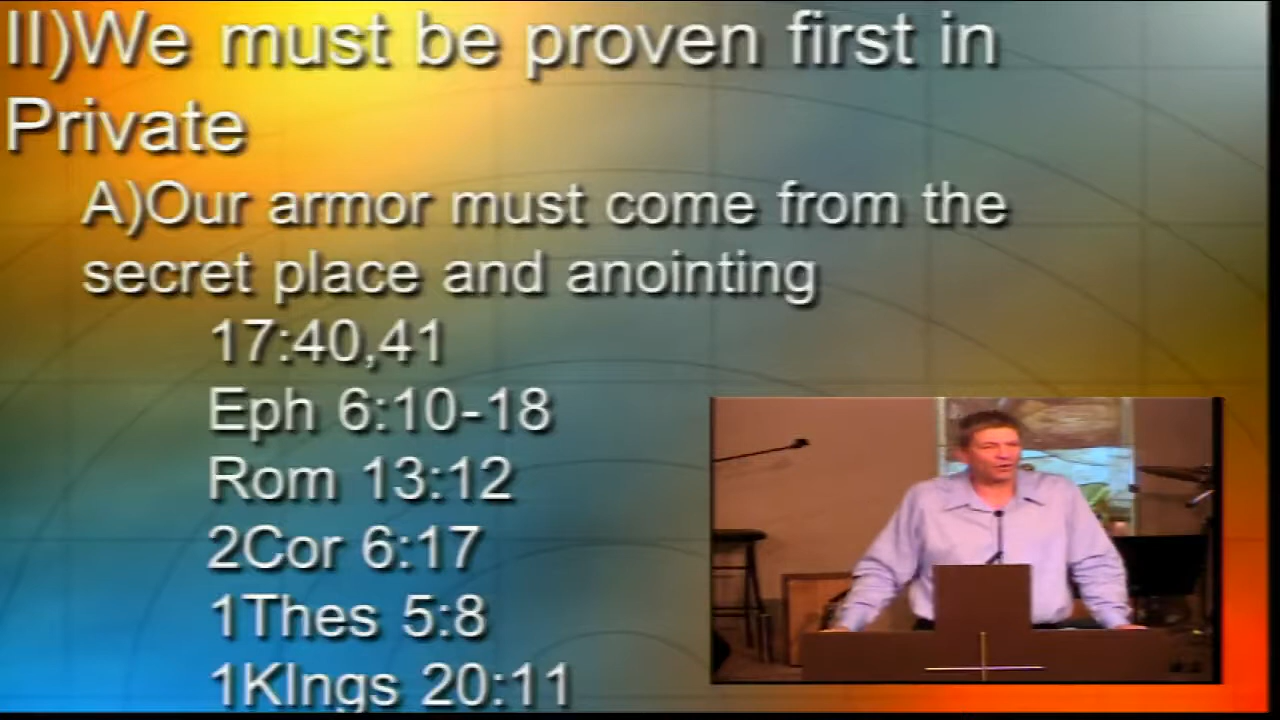 II)We must be proven first in
Private
A)Our armor must come from the
secret place and anointing
17:40,41
Eph 6:10-18
Rom 13:12
2Cor 6:17
1Thes 5:8
1KIngs 20:11